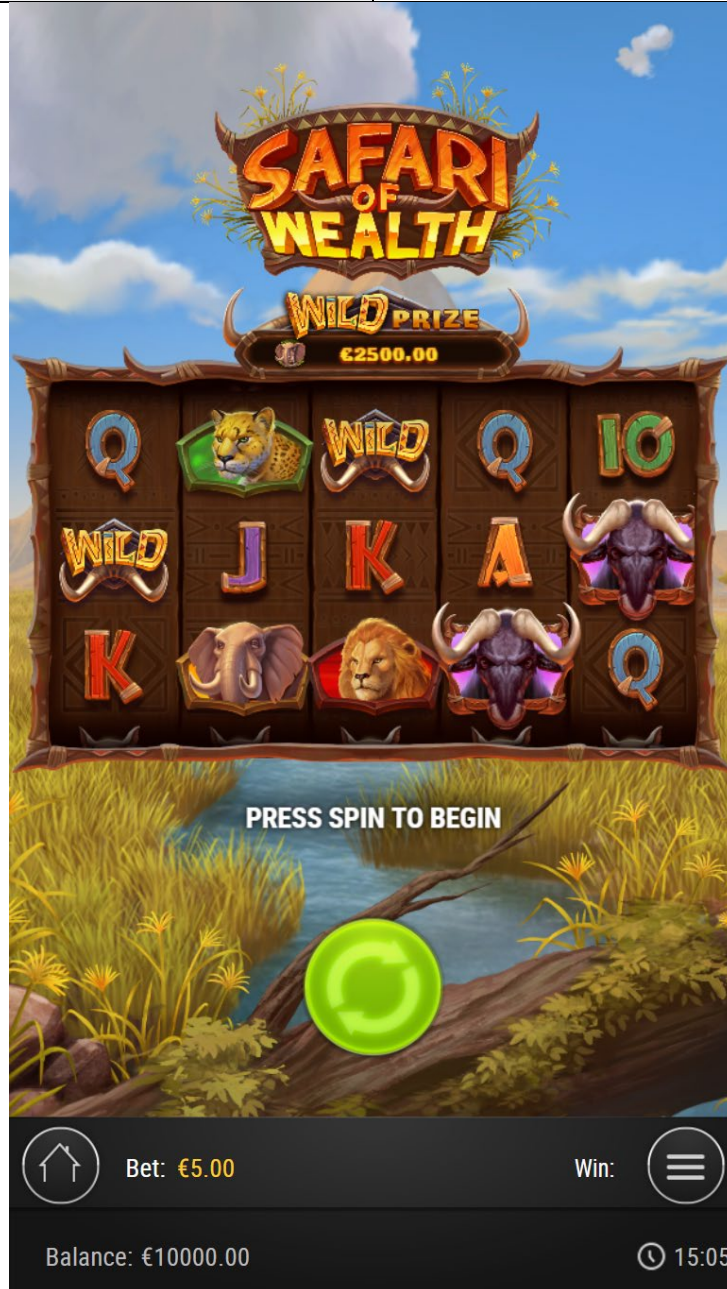 SAFARI
OF
WEALTH
WILD PRIZE
€2500.00
Q WILD Q 10
WILD J K A
K Q
PRESS SPIN TO BEGIN
Bet: €5.00 Win:
Balance: €10000.00 15:05